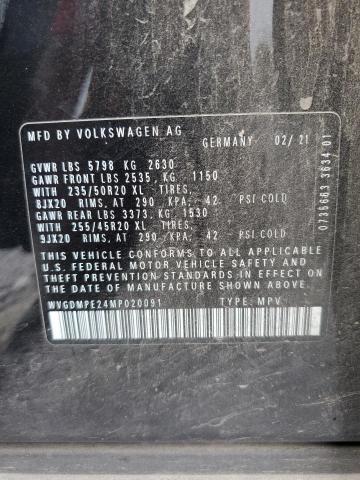 MFD BY VOLKSWAGEN AG
GERMANY 02/21
GVWR LBS 5798 KG 2630
GAWR FRONT LBS 2535, KG 1150
WITH 235/50R20 XL TIRES,
8JX20 RIMS, AT 290 KPA, 42 PSI COLD
GAWR REAR LBS 3373, KG 1530
WITH 255/45R20 XL TIRES,
9JX20 RIMS, AT 290 KPA, 42 PSI COLD
THIS VEHICLE CONFORMS TO ALL APPLICABLE
U.S. FEDERAL MOTOR VEHICLE SAFETY AND
THEFT PREVENTION STANDARDS IN EFFECT
ON THE DATE OF MANUFACTURE SHOWN ABOVE.
WVGDMPE24MP020091 TYPE: MPV
0736663 3634 01